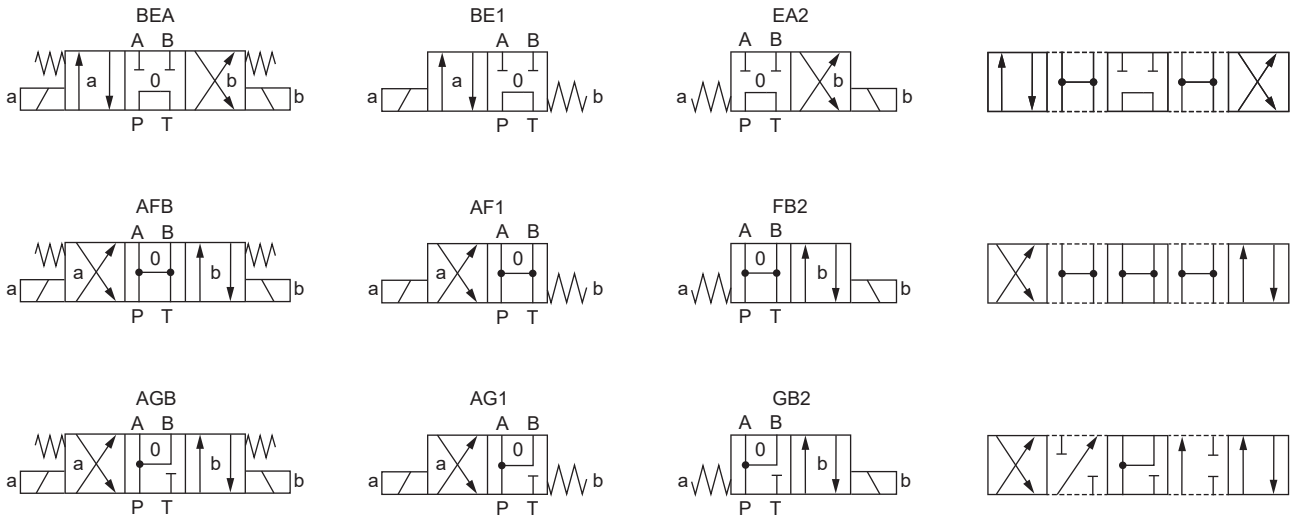 BEA BE1 EA2
A B A B A B
a a 0 b b a 0 b a 0 b b
P T P T P T
AFB AF1 FB2
A B A B A B
a a 0 b b a a 0 b a 0 b b
P T P T P T
AGB AG1 GB2
A B A B A B
a a 0 b b a a 0 b a 0 b b
P T P T P T